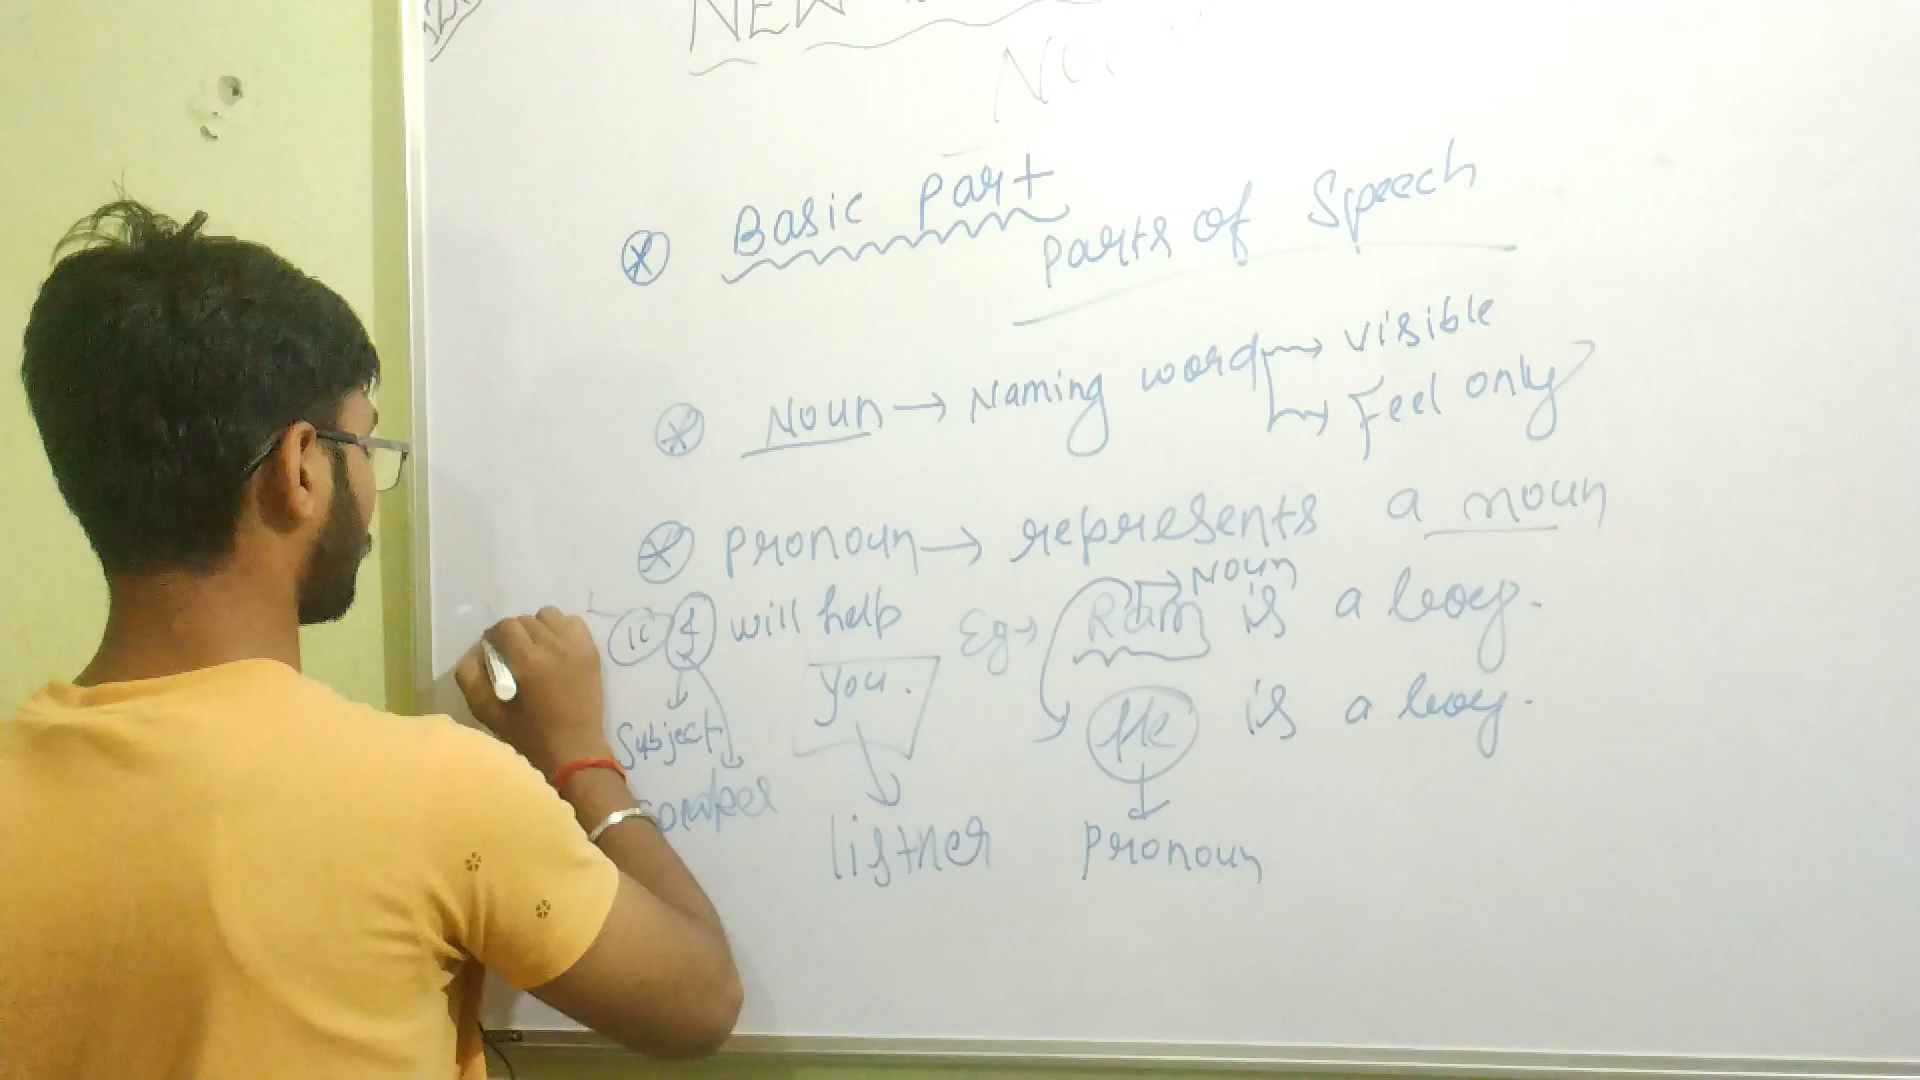 NEW
Basic Part
Parts of Speech
Noun → Naming word → visible
→ Feel only
Pronoun → represents a noun
I will help you.
Subject
listner
Eg → Ram is a boy.
Noun
He is a boy.
Pronoun